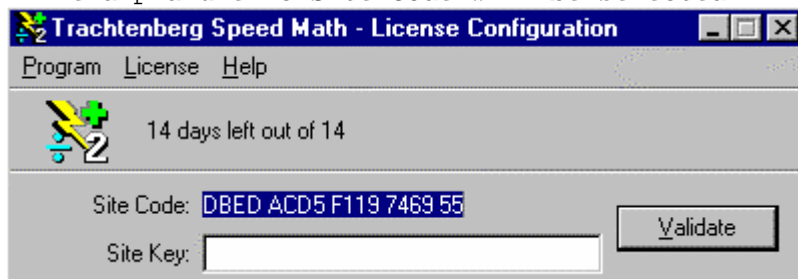 Trachtenberg Speed Math - License Configuration
Program License Help
14 days left out of 14
Site Code: DBED ACD5 F119 7469 55
Validate
Site Key: